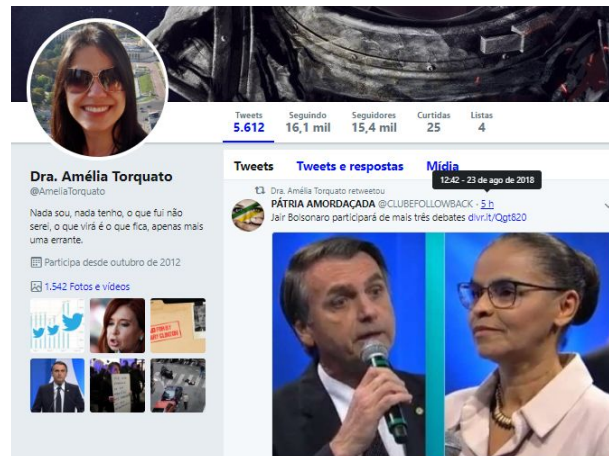 Tweets Seguindo Seguidores Curtidas Listas
5.612 16,1 mil 15,4 mil 25 4
Dra. Amélia Torquato
@AmeliaTorquato
Nada sou, nada tenho, o que fui não
serei, o que virá é o que fica, apenas mais
uma errante.
Participa desde outubro de 2012
1.542 Fotos e vídeos
Tweets Tweets e respostas Mídia
12:42 - 23 de ago de 2018
Dra. Amélia Torquato retweetou
PÁTRIA AMORDAÇADA @CLUBEFOLLOWBACK · 5 h
Jair Bolsonaro participará de mais três debates dlvr.it/Qgt820